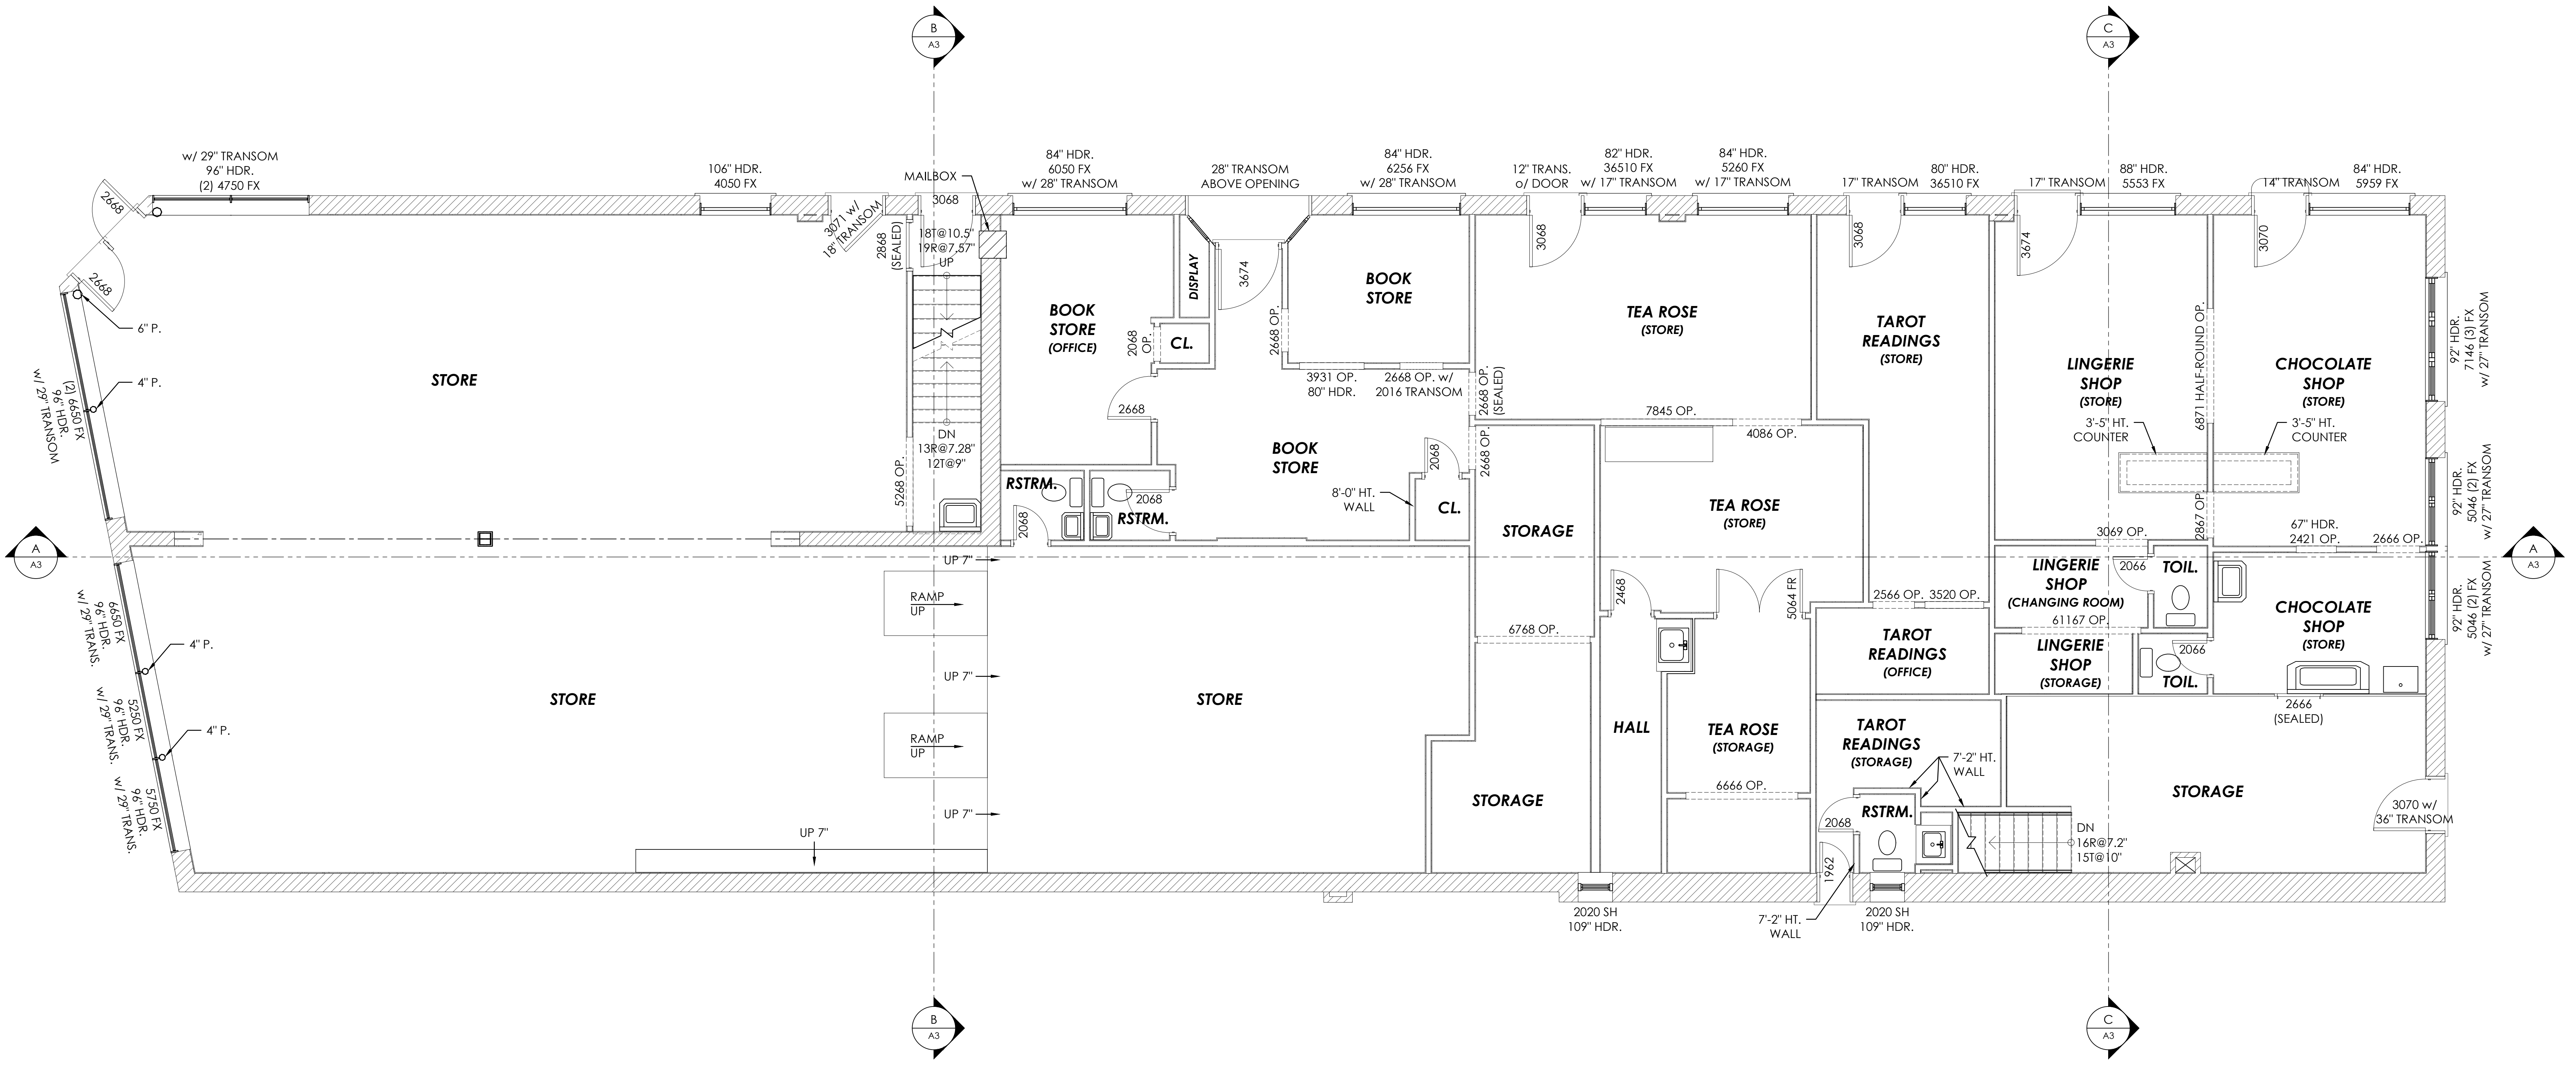 B
A3
C
A3
w/ 29" TRANSOM
96" HDR.
(2) 4750 FX
106" HDR.
4050 FX
MAILBOX
3068
84" HDR.
6050 FX
w/ 28" TRANSOM
28" TRANSOM
ABOVE OPENING
84" HDR.
6256 FX
w/ 28" TRANSOM
12" TRANS.
o/ DOOR
82" HDR.
36510 FX
w/ 17" TRANSOM
84" HDR.
5260 FX
w/ 17" TRANSOM
17" TRANSOM
80" HDR.
36510 FX
17" TRANSOM
88" HDR.
5553 FX
14" TRANSOM
84" HDR.
5959 FX
2668
2668
3071 w/
18" TRANSOM
2868
(SEALED)
18T@10.5"
19R@7.57"
UP
DISPLAY
3674
BOOK
STORE
3068
3068
3674
3070
6" P.
4" P.
(2) 6650 FX
96" HDR.
w/ 29" TRANSOM
STORE
BOOK
STORE
(OFFICE)
2068
OP.
CL.
2668 OP.
3931 OP.
80" HDR.
2668 OP. w/
2016 TRANSOM
2668 OP.
(SEALED)
TEA ROSE
(STORE)
TAROT
READINGS
(STORE)
LINGERIE
SHOP
(STORE)
6871 HALF-ROUND OP.
CHOCOLATE
SHOP
(STORE)
92" HDR.
7146 (3) FX
w/ 27" TRANSOM
2668
7845 OP.
4086 OP.
3'-5" HT.
COUNTER
3'-5" HT.
COUNTER
DN
13R@7.28"
12T@9"
5268 OP.
BOOK
STORE
2068
2668 OP.
RSTRM.
2068
RSTRM.
2068
8'-0" HT.
WALL
CL.
STORAGE
TEA ROSE
(STORE)
2867 OP.
3069 OP.
67" HDR.
2421 OP.
2666 OP.
92" HDR.
5046 (2) FX
w/ 27" TRANSOM
A
A3
A
A3
UP 7"
RAMP
UP
UP 7"
RAMP
UP
UP 7"
UP 7"
6650 FX
96" HDR.
w/ 29" TRANS.
4" P.
5250 FX
96" HDR.
w/ 29" TRANS.
4" P.
5750 FX
96" HDR.
w/ 29" TRANS.
STORE
STORE
6768 OP.
2468
5064 FR
2566 OP.
3520 OP.
LINGERIE
SHOP
(CHANGING ROOM)
2066
TOIL.
61167 OP.
TAROT
READINGS
(OFFICE)
LINGERIE
SHOP
(STORAGE)
2066
TOIL.
CHOCOLATE
SHOP
(STORE)
92" HDR.
5046 (2) FX
w/ 27" TRANSOM
2666
(SEALED)
HALL
TEA ROSE
(STORAGE)
TAROT
READINGS
(STORAGE)
7'-2" HT.
WALL
6666 OP.
STORAGE
STORAGE
RSTRM.
2068
1962
DN
16R@7.2"
15T@10"
3070 w/
36" TRANSOM
2020 SH
109" HDR.
7'-2" HT.
WALL
2020 SH
109" HDR.
B
A3
C
A3